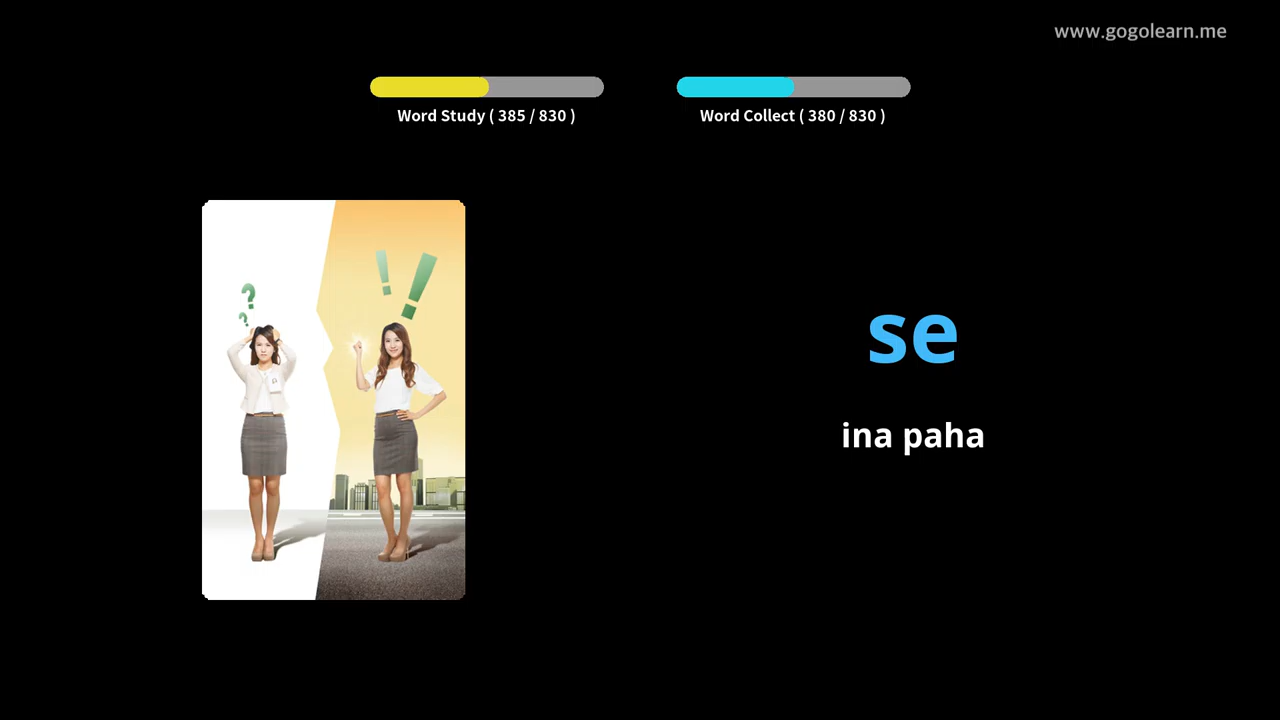 www.gogolearn.me
Word Study ( 385 / 830 )
Word Collect ( 380 / 830 )
? ?
! !
se
ina paha